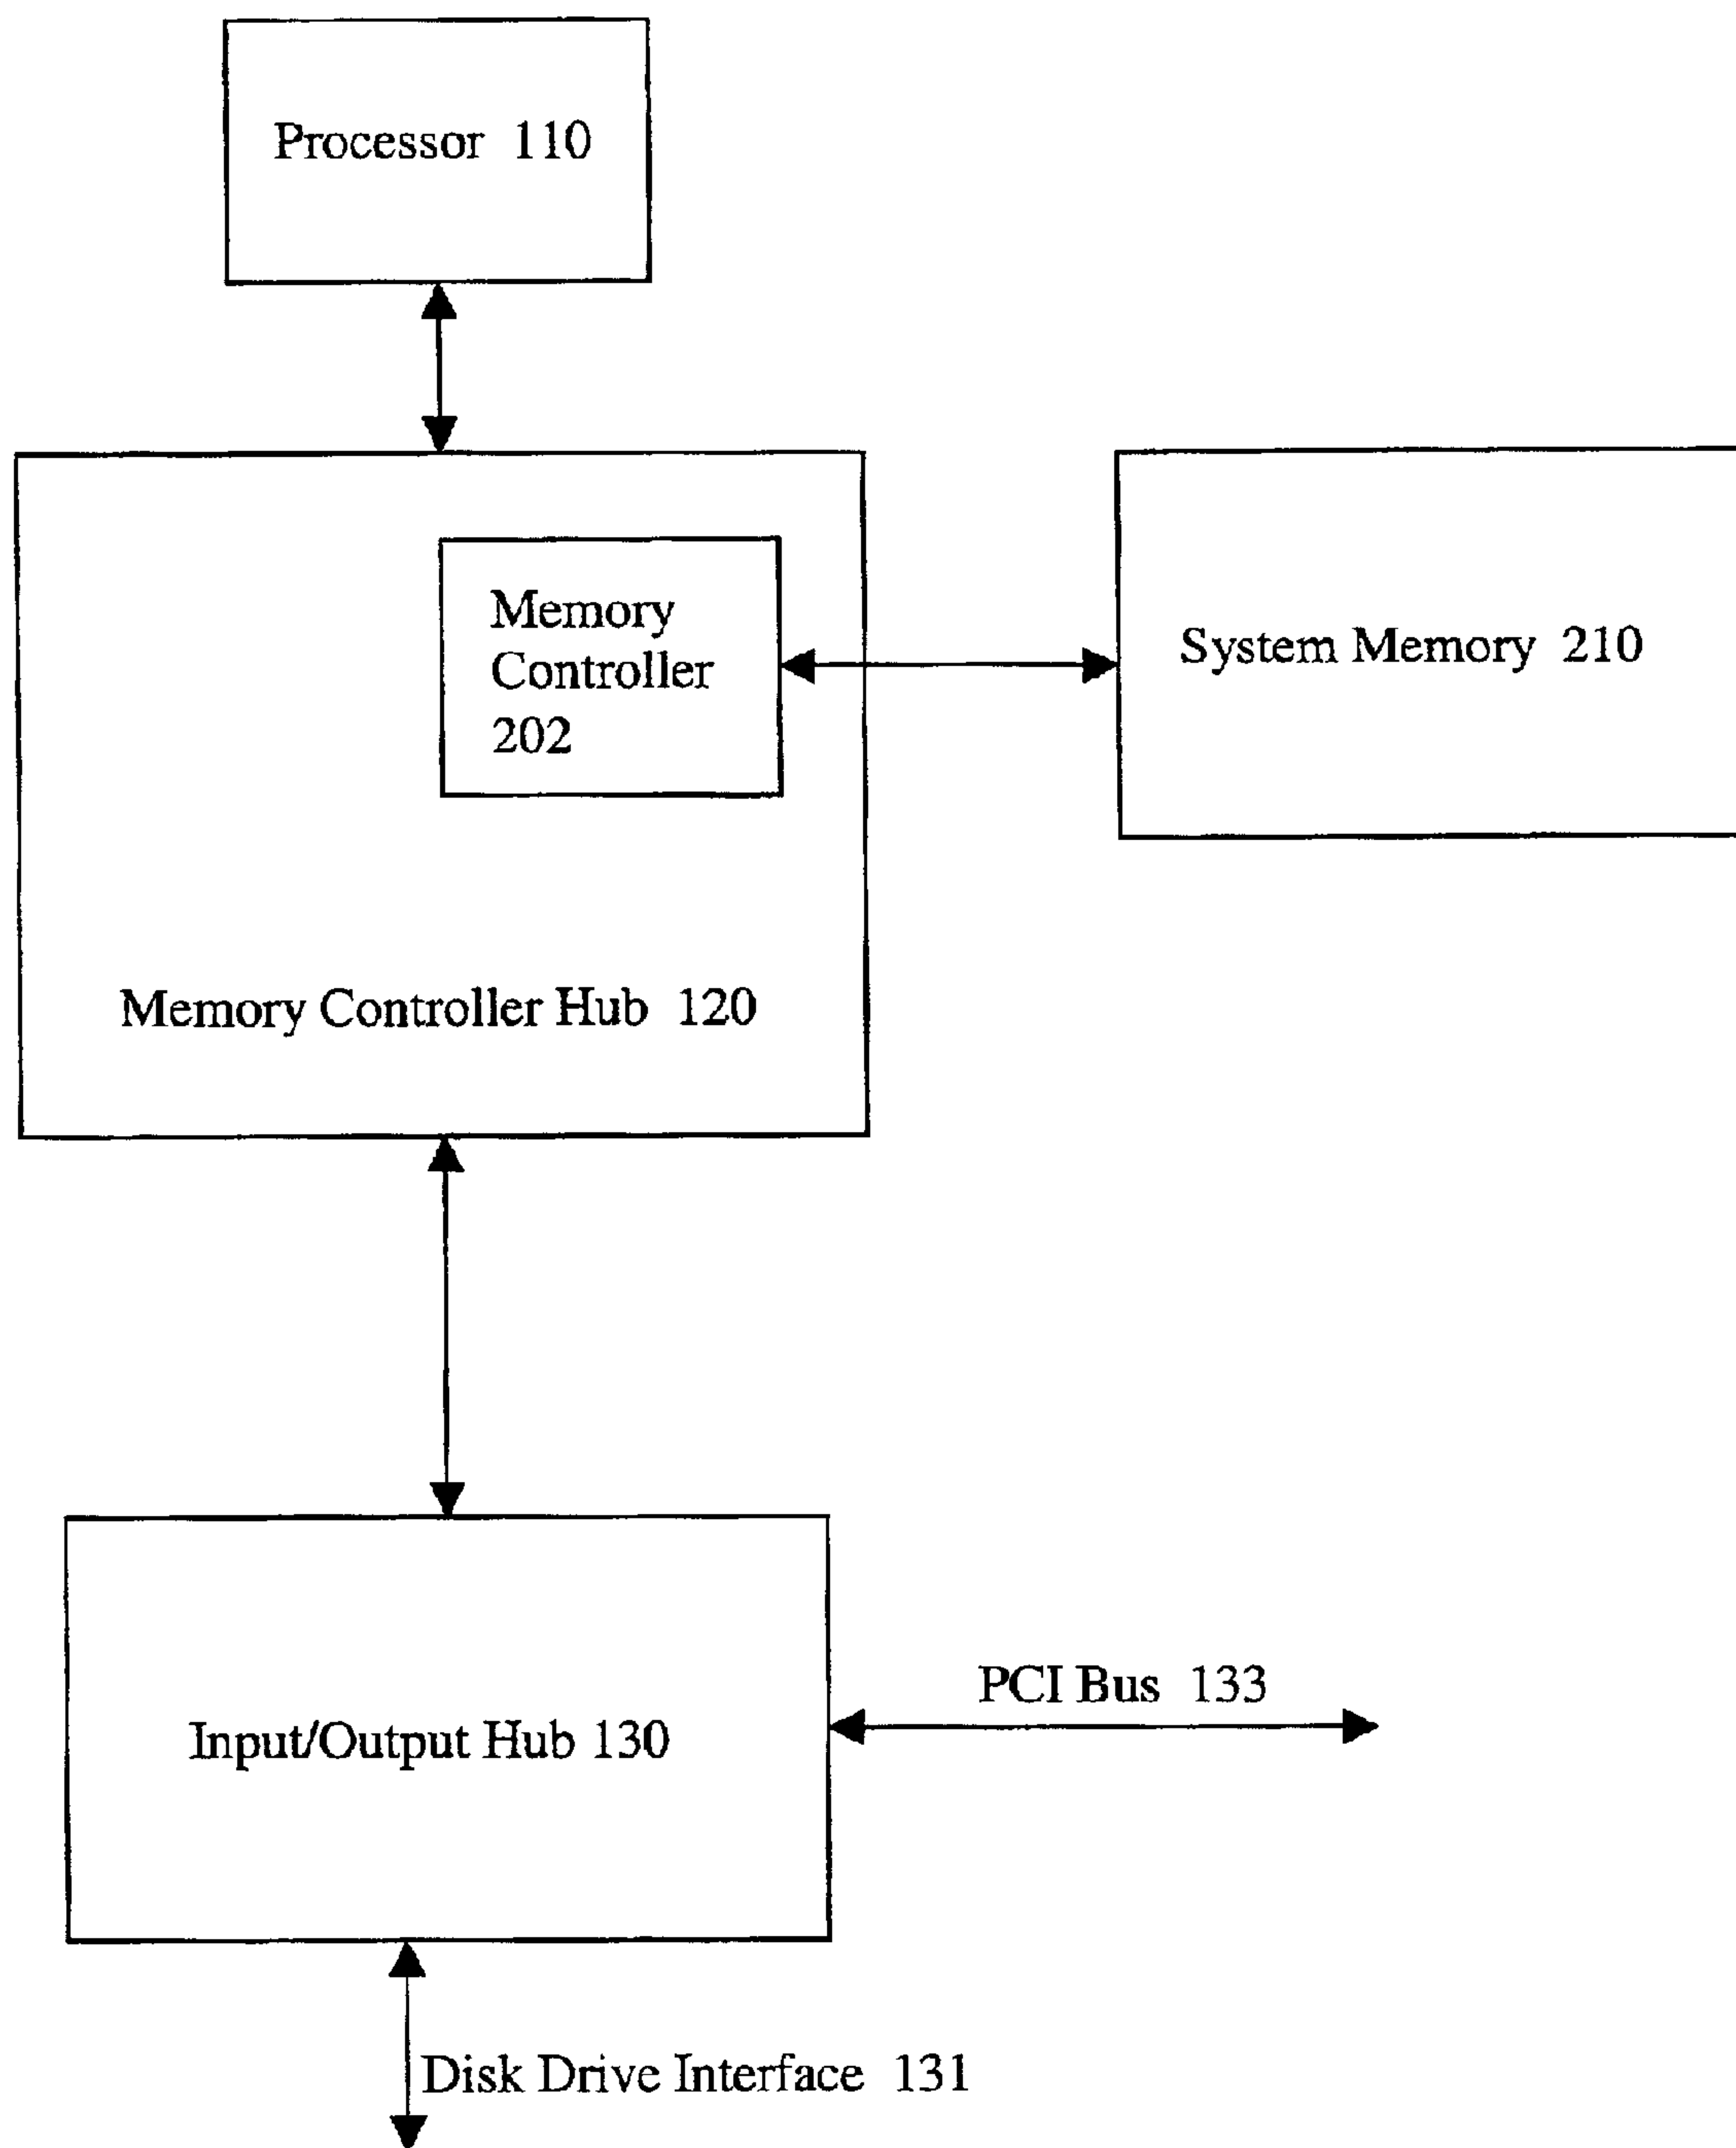 Processor 110
Memory
Controller
202
System Memory 210
Memory Controller Hub 120
PCI Bus 133
Input/Output Hub 130
Disk Drive Interface 131